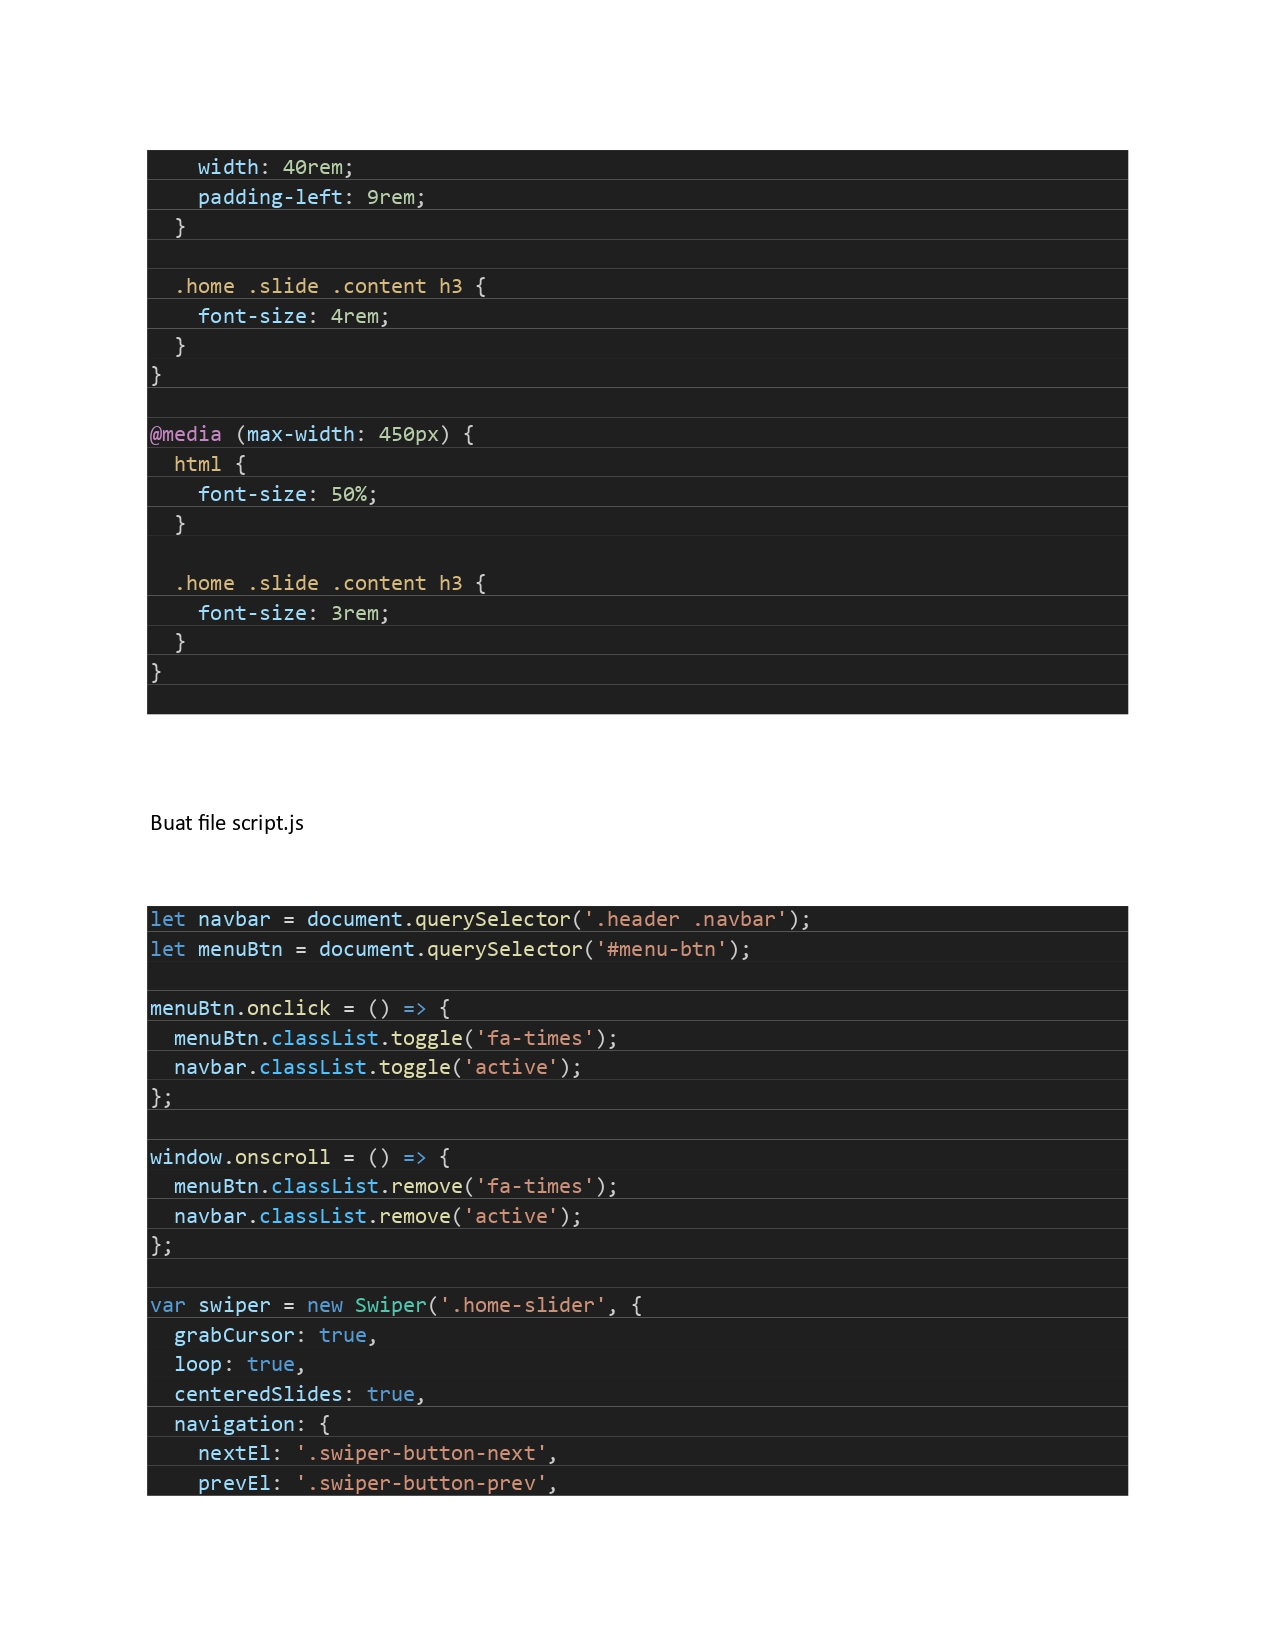 width: 40rem;
    padding-left: 9rem;
  }

  .home .slide .content h3 {
    font-size: 4rem;
  }
}

@media (max-width: 450px) {
  html {
    font-size: 50%;
  }

  .home .slide .content h3 {
    font-size: 3rem;
  }
}

Buat file script.js

let navbar = document.querySelector('.header .navbar');
let menuBtn = document.querySelector('#menu-btn');

menuBtn.onclick = () => {
  menuBtn.classList.toggle('fa-times');
  navbar.classList.toggle('active');
};

window.onscroll = () => {
  menuBtn.classList.remove('fa-times');
  navbar.classList.remove('active');
};

var swiper = new Swiper('.home-slider', {
  grabCursor: true,
  loop: true,
  centeredSlides: true,
  navigation: {
    nextEl: '.swiper-button-next',
    prevEl: '.swiper-button-prev',